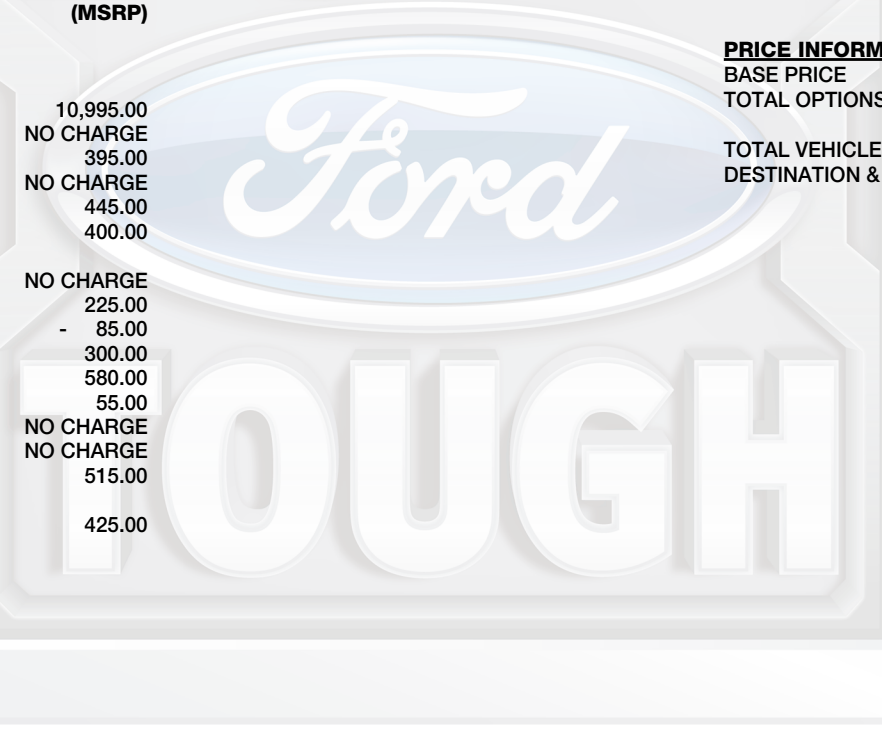 (MSRP)
10,995.00
NO CHARGE
395.00
NO CHARGE
445.00
400.00
NO CHARGE
225.00
- 85.00
300.00
580.00
55.00
NO CHARGE
NO CHARGE
515.00
425.00
PRICE INFORM
BASE PRICE
TOTAL OPTIONS
TOTAL VEHICLE
DESTINATION &
Ford
TOUGH